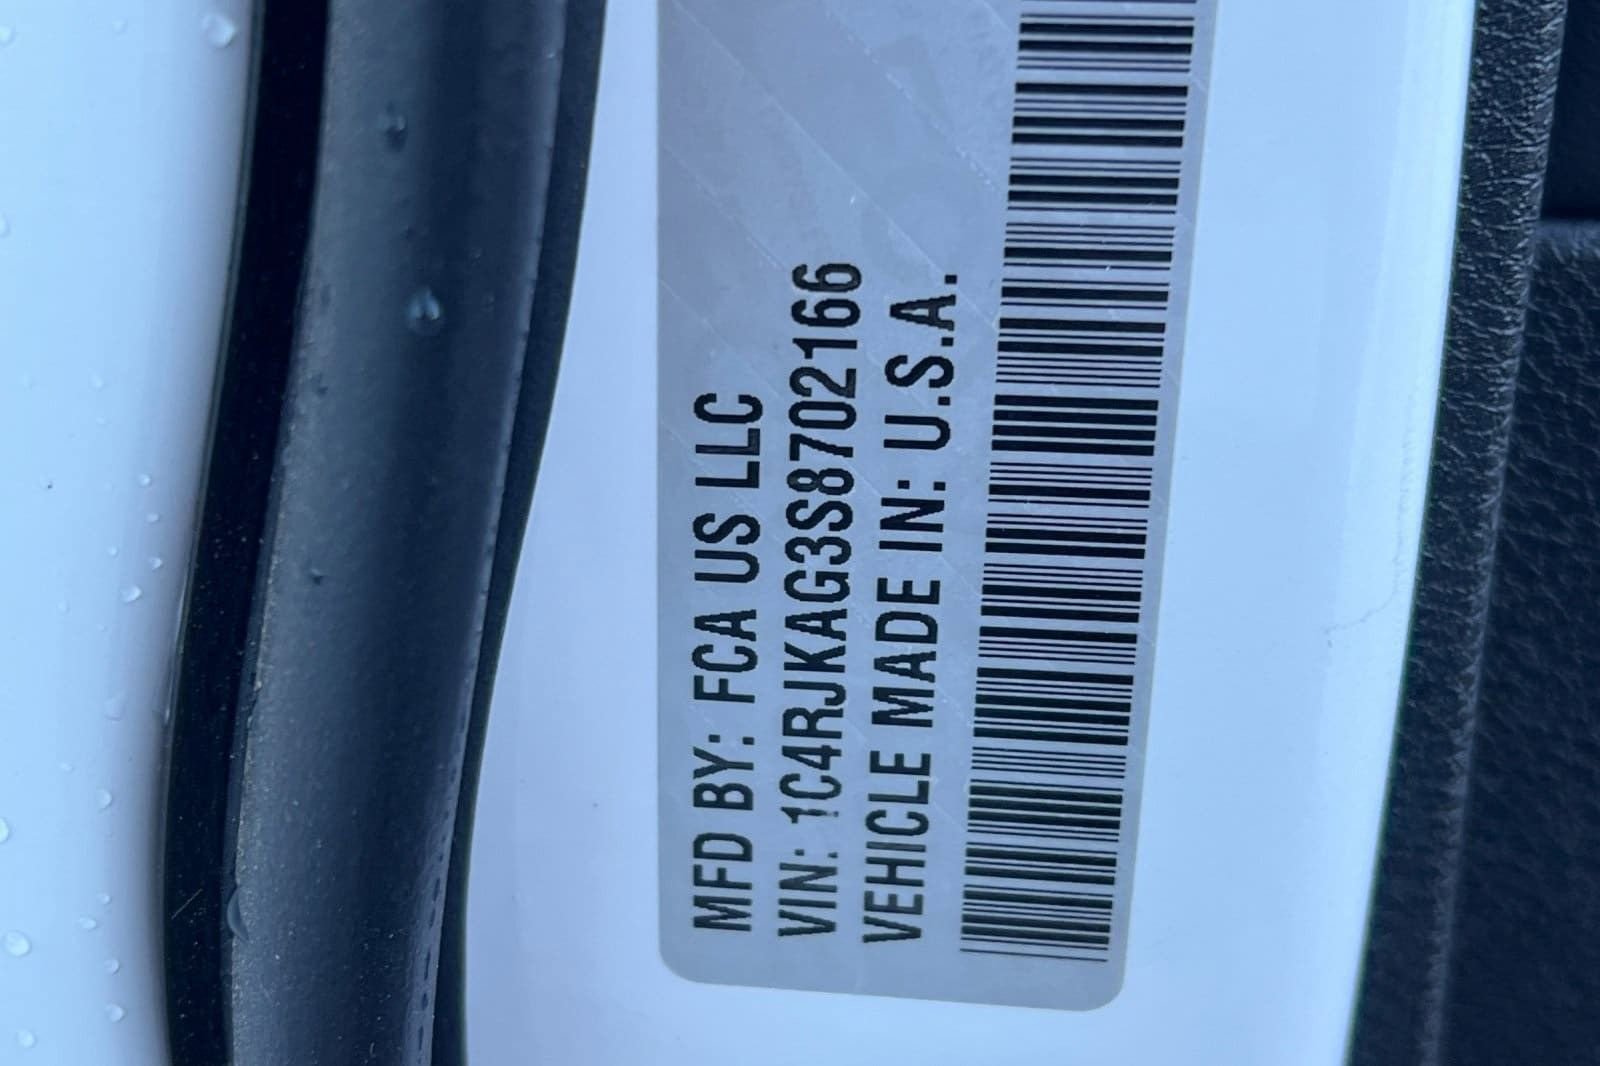 MFD BY: FCA US LLC
VIN: 1C4RJKAG3S8702166
VEHICLE MADE IN: U.S.A.